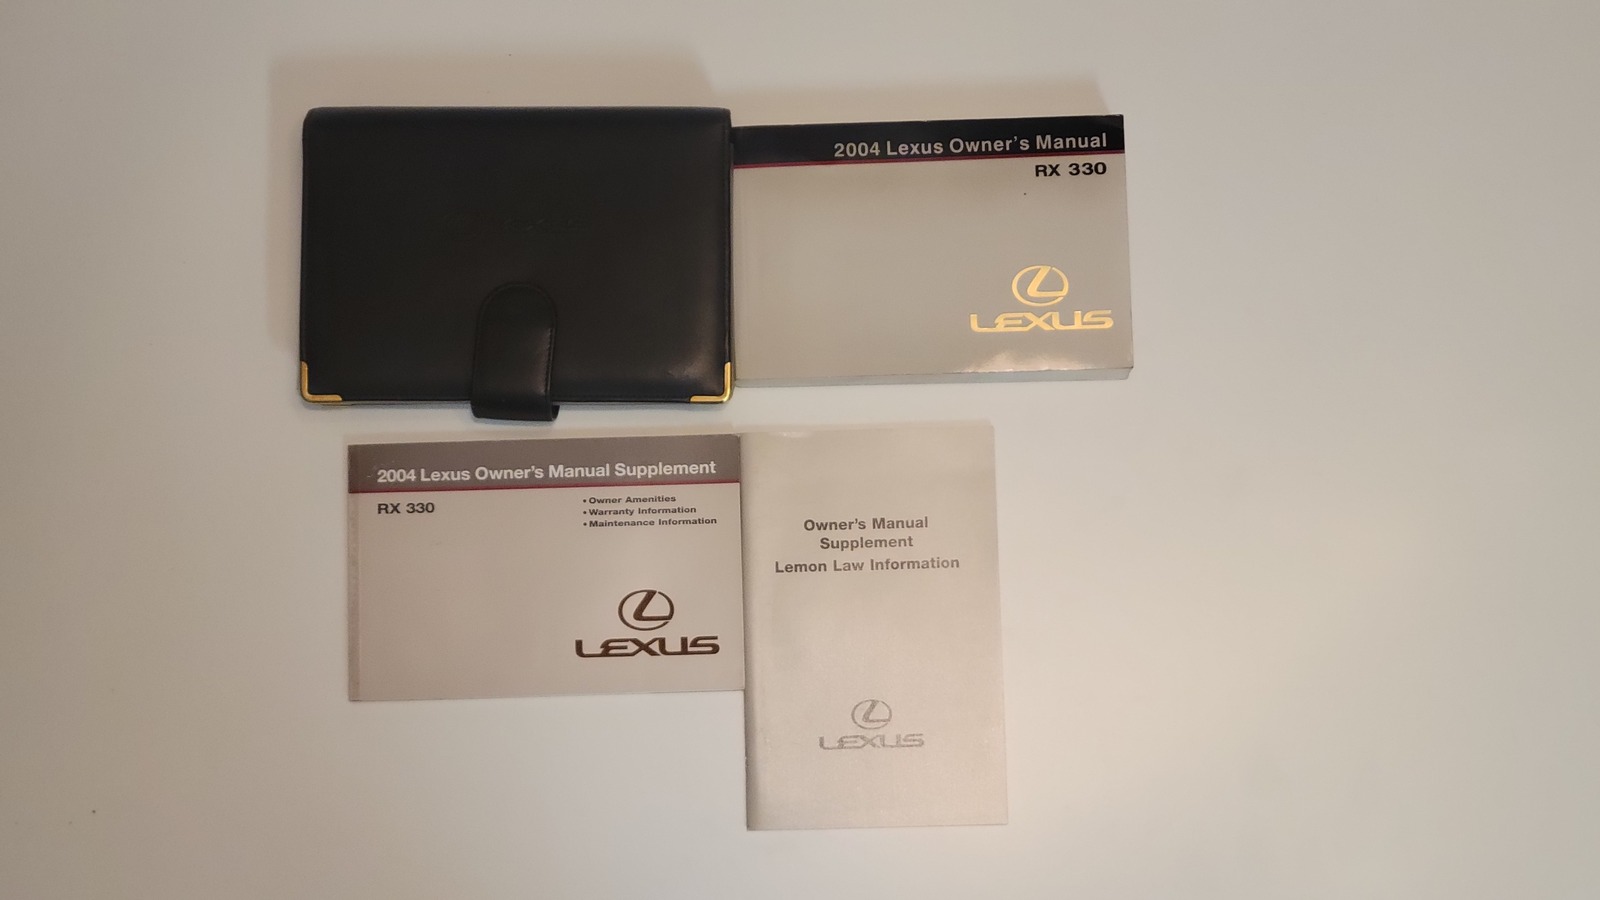 2004 Lexus Owner's Manual
RX 330
LEXUS
2004 Lexus Owner's Manual Supplement
RX 330
• Owner Amenities
• Warranty Information
• Maintenance Information
LEXUS
Owner's Manual
Supplement
Lemon Law Information
LEXUS